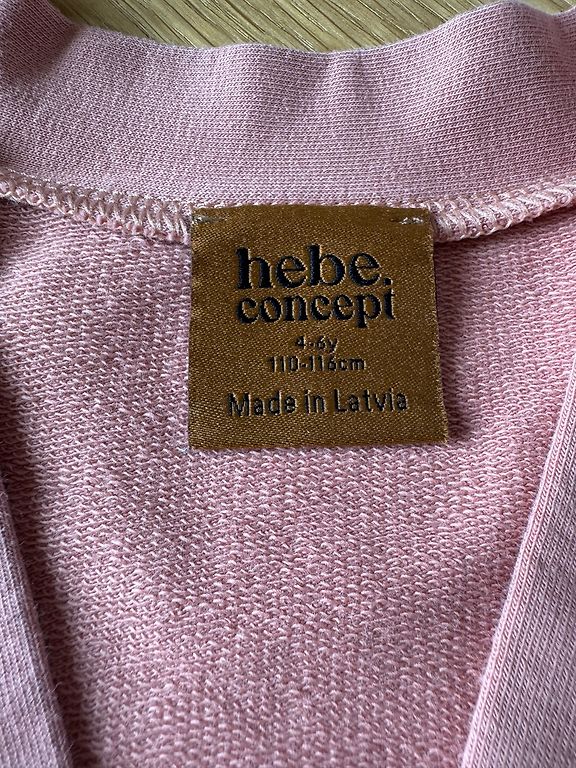 hebe.
concept
4-6y
110-116cm
Made in Latvia